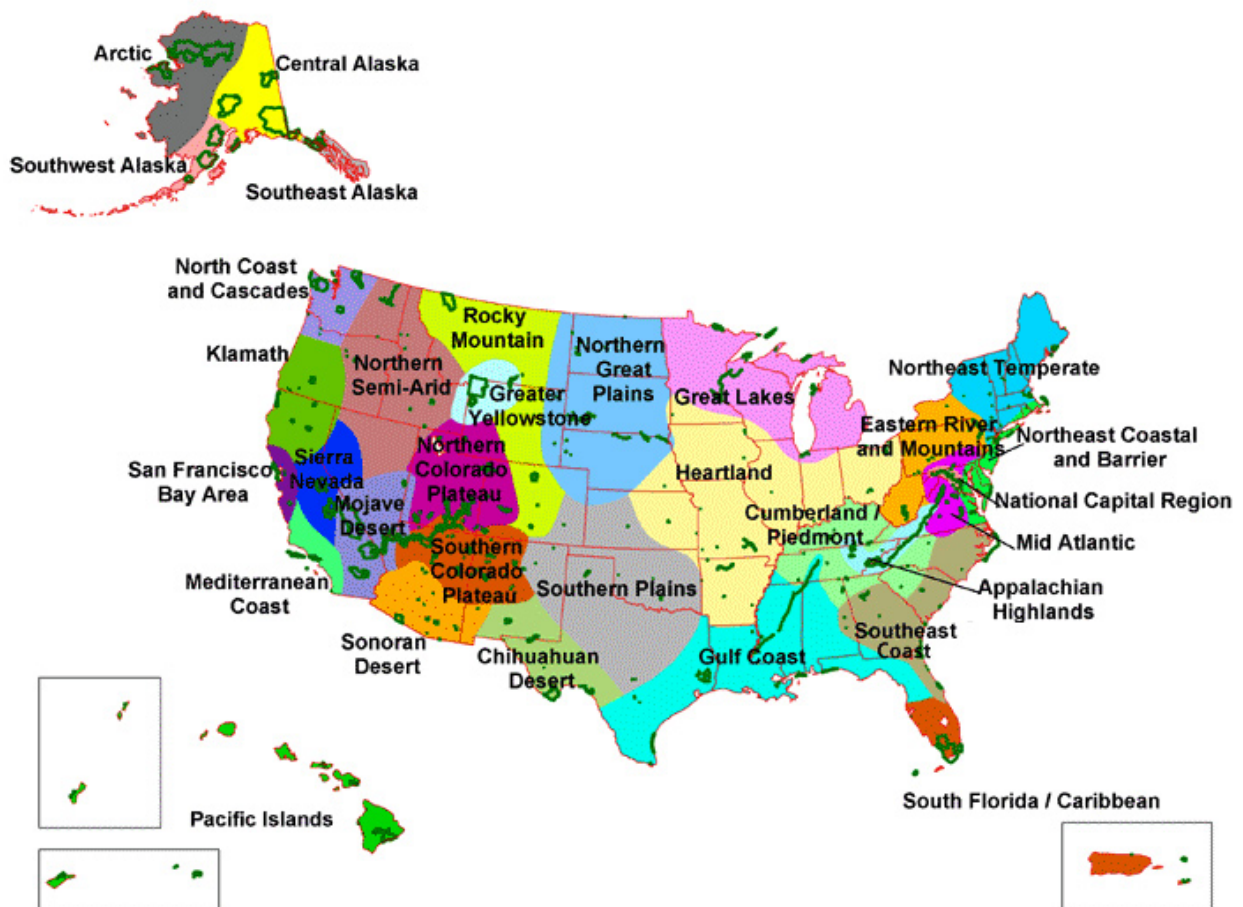 Arctic
Central Alaska
Southwest Alaska
Southeast Alaska
North Coast
and Cascades
Rocky
Mountain
Klamath
Northern
Semi-Arid
Northern
Great
Plains
Northeast Temperate
Greater
Yellowstone
Great Lakes
Eastern River
and Mountains
Northeast Coastal
and Barrier
San Francisco
Bay Area
Sierra
Nevada
Northern
Colorado
Plateau
Heartland
National Capital Region
Mojave
Desert
Cumberland /
Piedmont
Mid Atlantic
Mediterranean
Coast
Southern
Colorado
Plateau
Southern Plains
Appalachian
Highlands
Sonoran
Desert
Chihuahuan
Desert
Gulf Coast
Southeast
Coast
Pacific Islands
South Florida / Caribbean